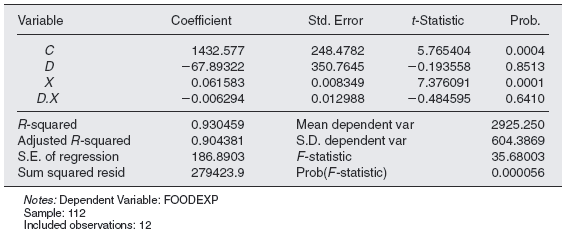 Variable Coefficient Std. Error t-Statistic Prob.
C 1432.577 248.4782 5.765404 0.0004
D −67.89322 350.7645 −0.193558 0.8513
X 0.061583 0.008349 7.376091 0.0001
D.X −0.006294 0.012988 −0.484595 0.6410
R-squared 0.930459 Mean dependent var 2925.250
Adjusted R-squared 0.904381 S.D. dependent var 604.3869
S.E. of regression 186.8903 F-statistic 35.68003
Sum squared resid 279423.9 Prob(F-statistic) 0.000056
Notes: Dependent Variable: FOODEXP
Sample: 112
Included observations: 12